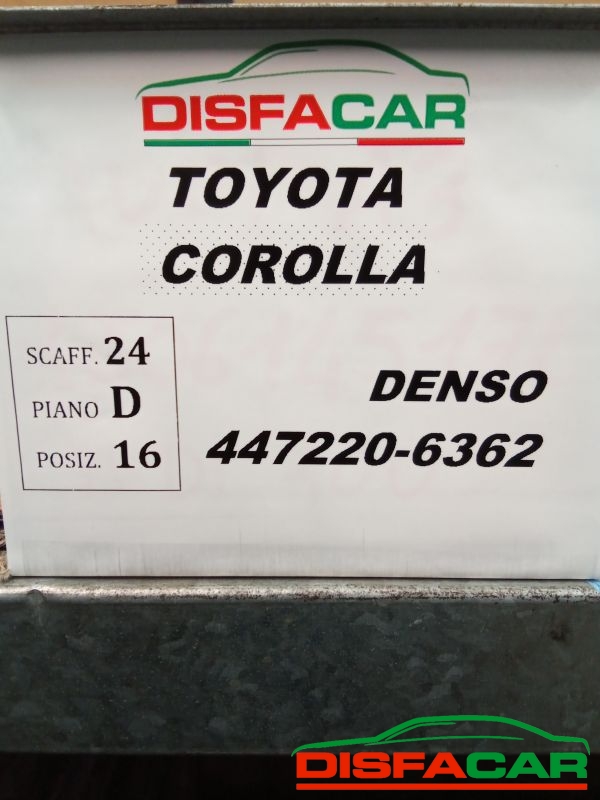 DISFACAR
TOYOTA
COROLLA
SCAFF. 24
PIANO D
POSIZ. 16
DENSO
447220-6362
DISFACAR